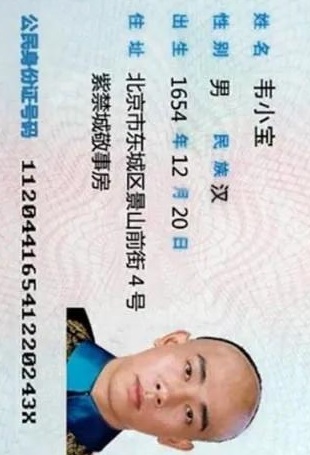 姓名 韦小宝
性别 男 民族 汉
出生 1654 年 12 月 20 日
住址 北京市东城区景山前街4号
紫禁城敬事房
公民身份证号码 11204416541220243X